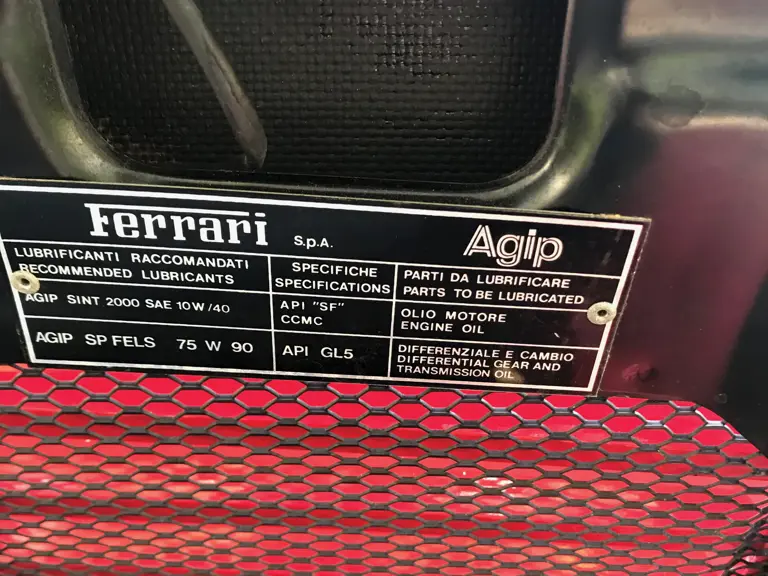 Ferrari S.p.A. Agip
LUBRIFICANTI RACCOMANDATI
RECOMMENDED LUBRICANTS
SPECIFICHE
SPECIFICATIONS
PARTI DA LUBRIFICARE
PARTS TO BE LUBRICATED
AGIP SINT 2000 SAE 10W/40
API "SF"
CCMC
OLIO MOTORE
ENGINE OIL
AGIP SP FELS 75 W 90
API GL5
DIFFERENZIALE E CAMBIO
DIFFERENTIAL GEAR AND
TRANSMISSION OIL